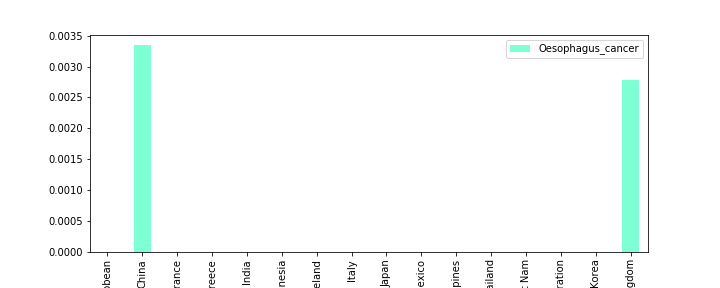 0.0035
0.0030
0.0025
0.0020
0.0015
0.0010
0.0005
0.0000
Oesophagus_cancer
bbean
China
rance
reece
India
nesia
eland
Italy
Japan
exico
pines
ailand
: Nam
ration
Korea
gdom